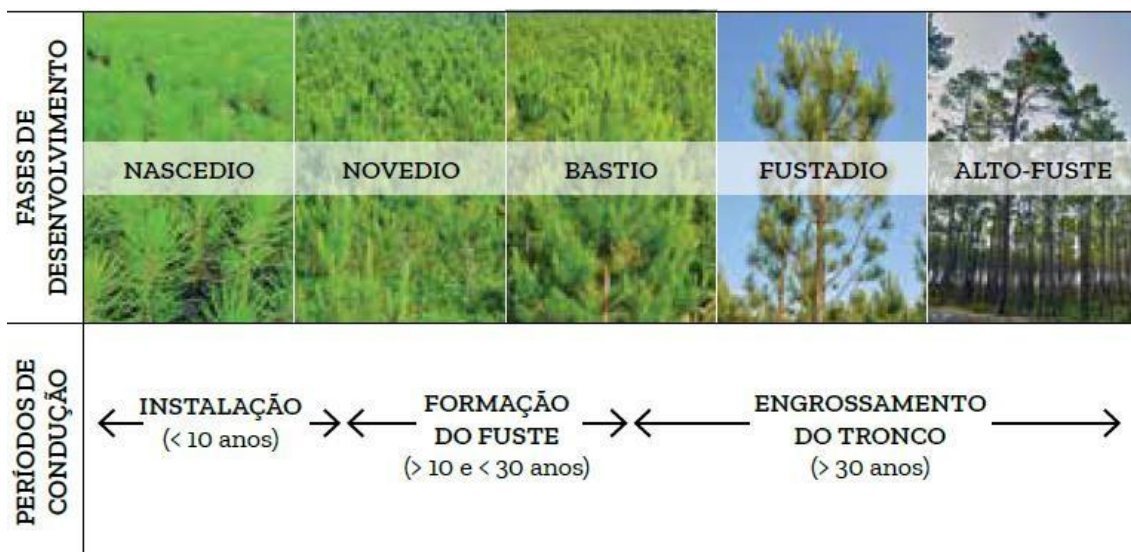 FASES DE
DESENVOLVIMENTO
NASCEDIO
NOVEDIO
BASTIO
FUSTADIO
ALTO-FUSTE
PERÍODOS DE
CONDUÇÃO
INSTALAÇÃO
(< 10 anos)
FORMAÇÃO
DO FUSTE
(> 10 e < 30 anos)
ENGROSSAMENTO
DO TRONCO
(> 30 anos)